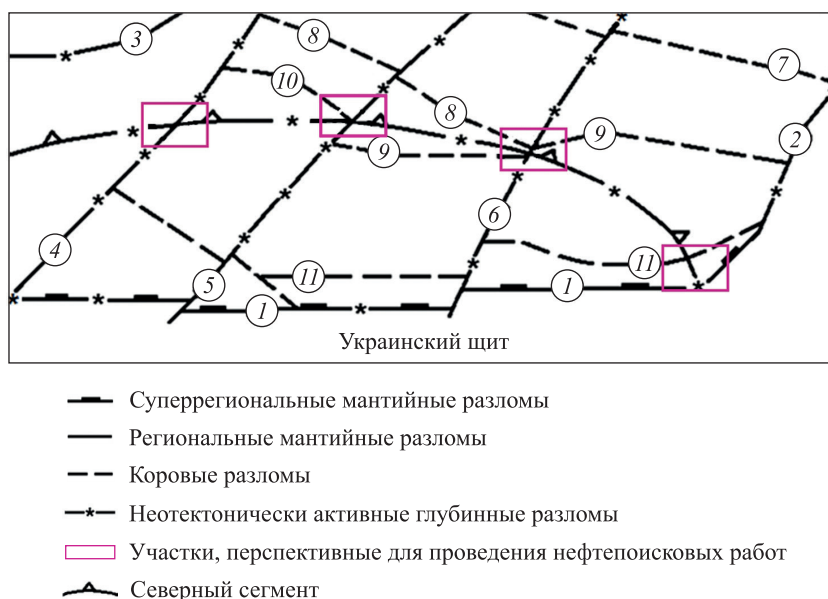 3
8
7
10
8
9
9
2
6
4
11
11
5
1
1
Украинский щит
Суперрегиональные мантийные разломы
Региональные мантийные разломы
Коровые разломы
Неотектонически активные глубинные разломы
Участки, перспективные для проведения нефтепоисковых работ
Северный сегмент